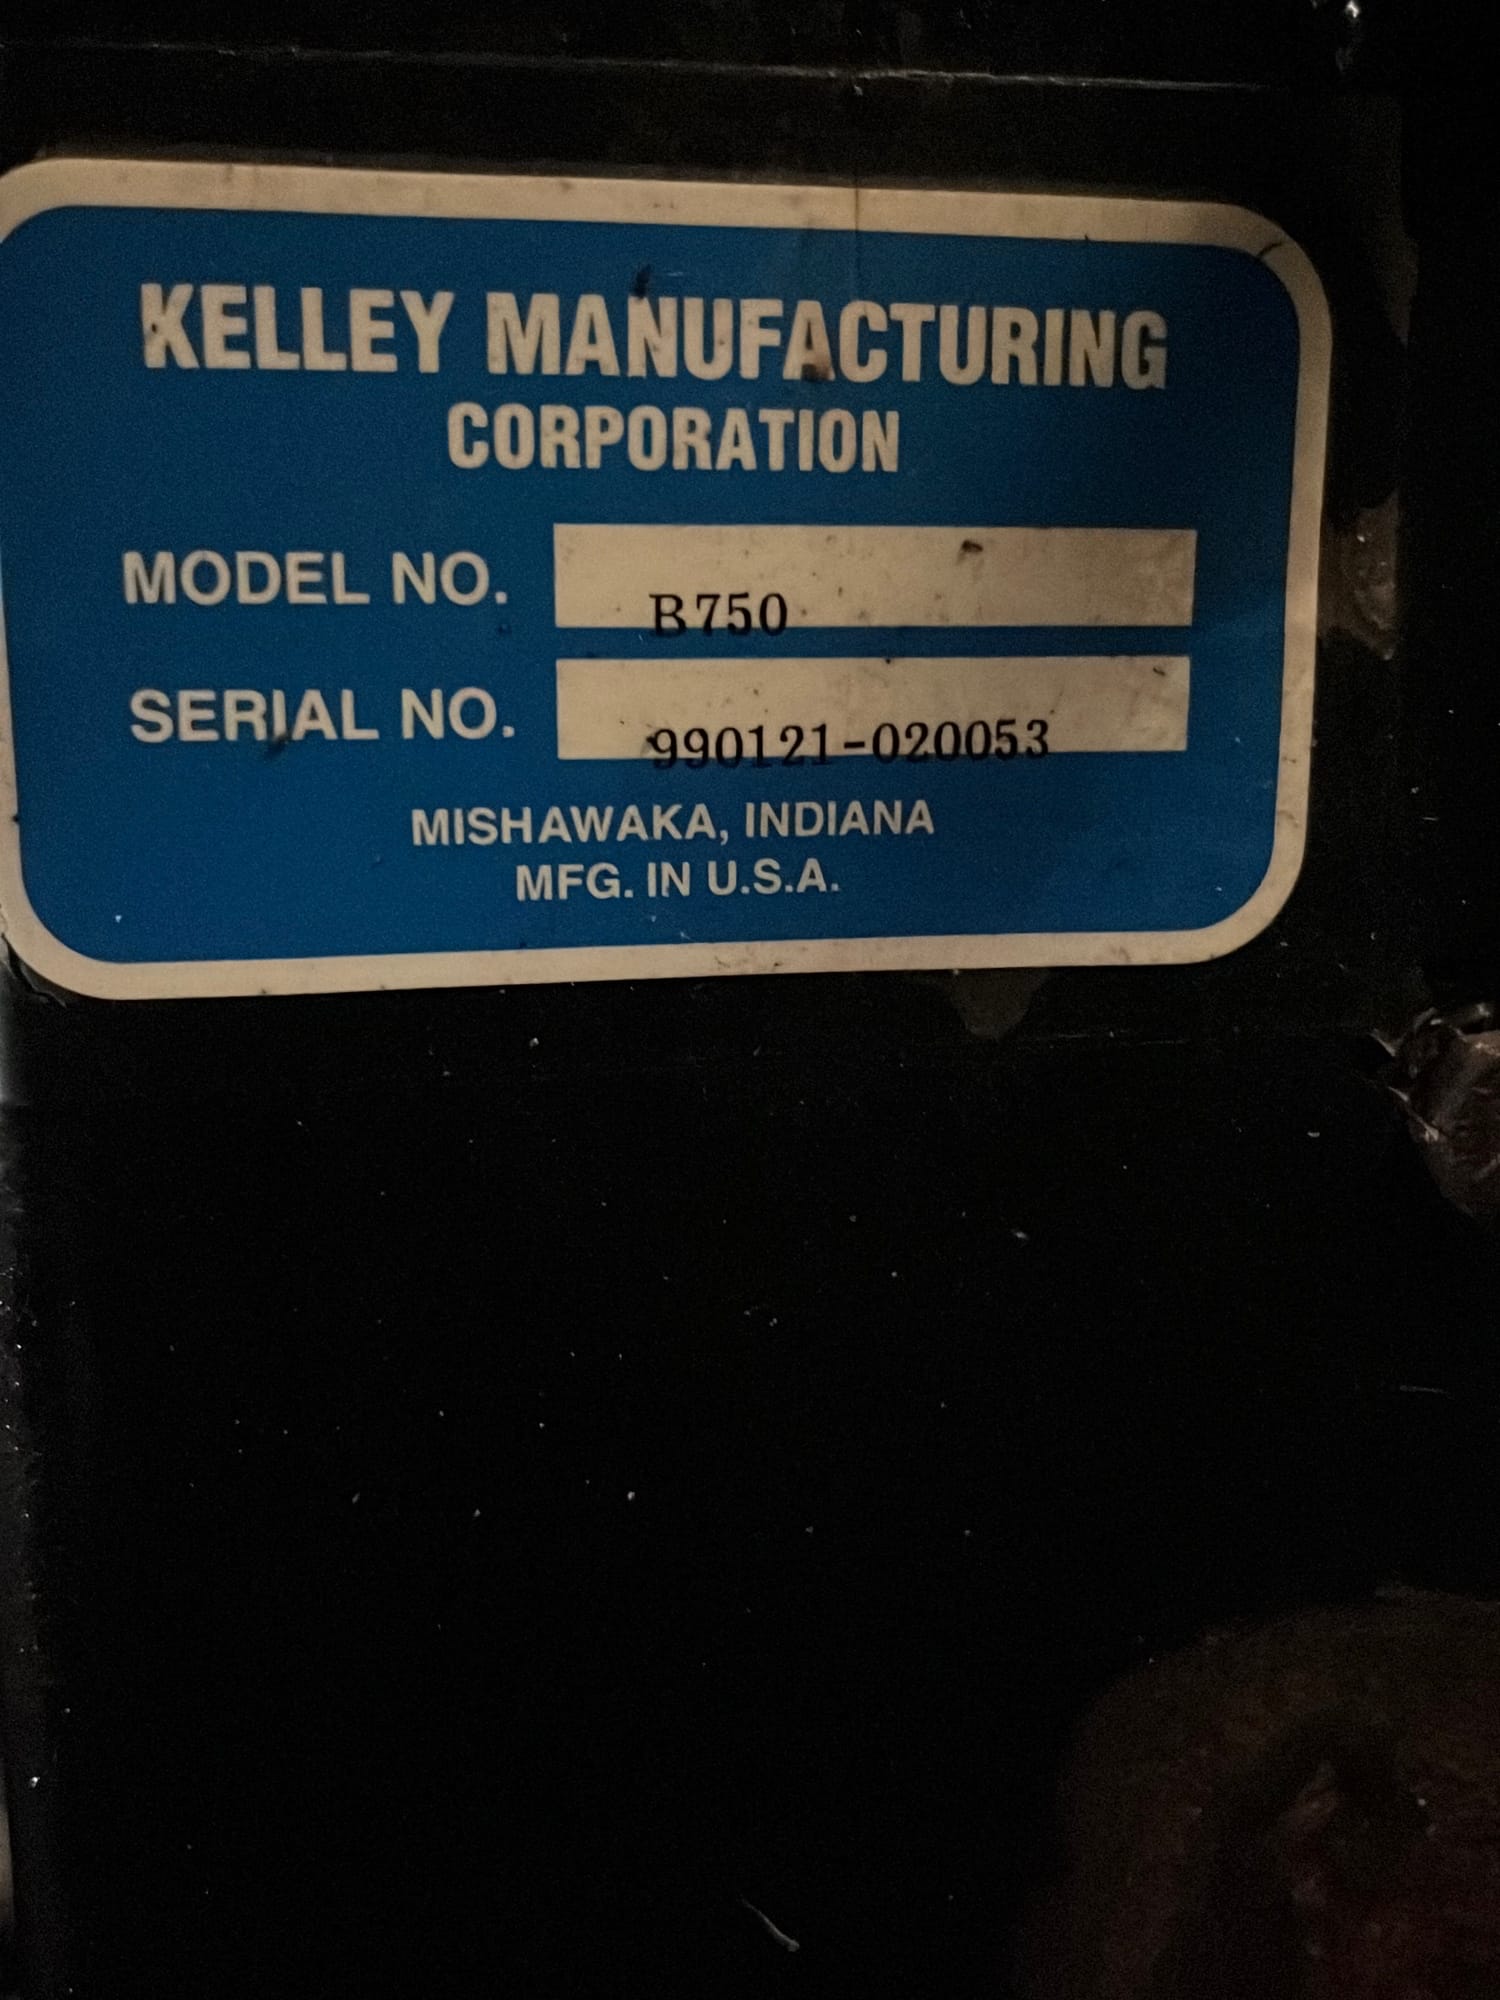 KELLEY MANUFACTURING
CORPORATION
MODEL NO. B750
SERIAL NO. 990121-020053
MISHAWAKA, INDIANA
MFG. IN U.S.A.